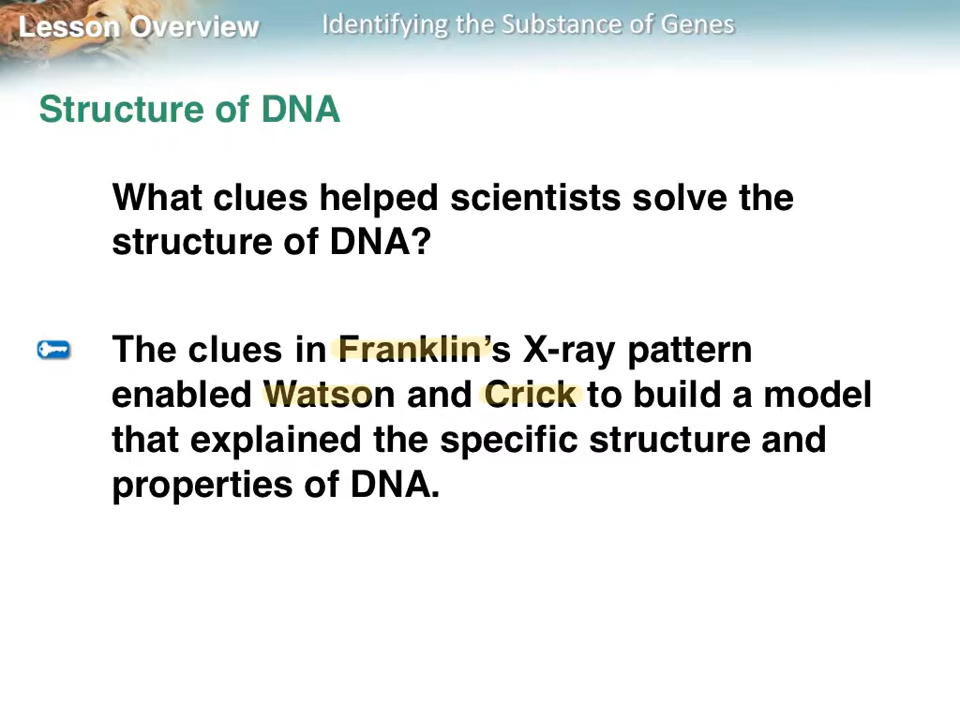 Lesson Overview Identifying the Substance of Genes
Structure of DNA
What clues helped scientists solve the
structure of DNA?
The clues in Franklin’s X-ray pattern
enabled Watson and Crick to build a model
that explained the specific structure and
properties of DNA.